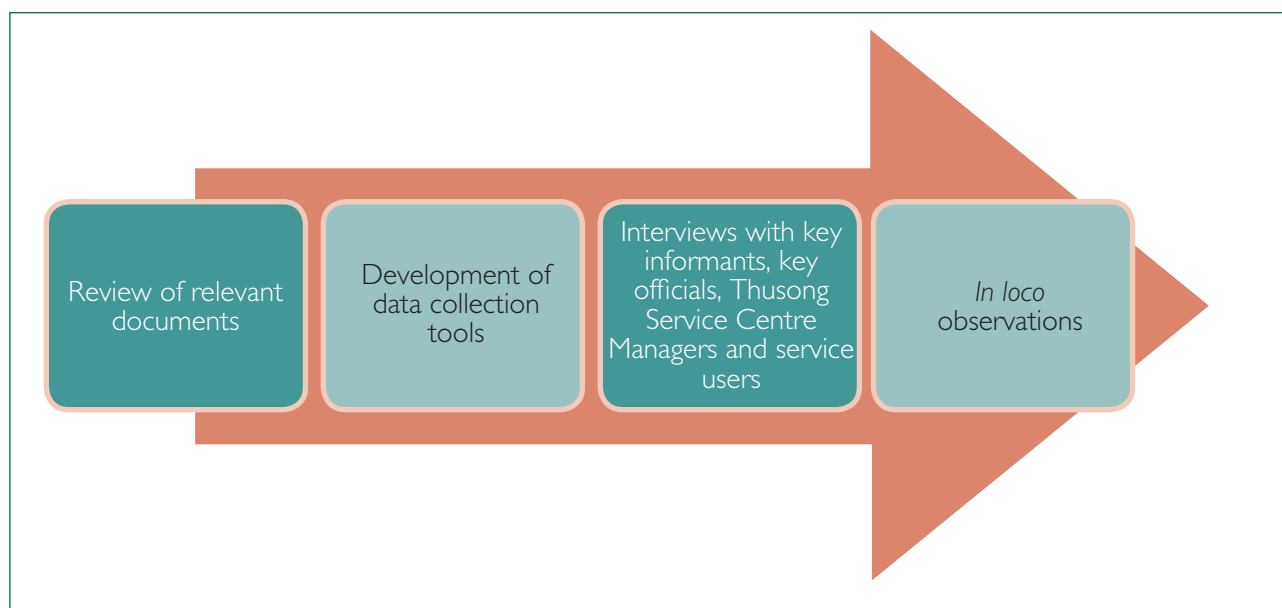 Review of relevant
documents
Development of
data collection
tools
Interviews with key
informants, key
officials, Thusong
Service Centre
Managers and service
users
In loco
observations